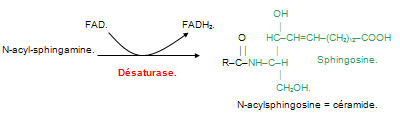 FAD.
FADH₂.
OH
N-acyl-sphingamine.
O
HC–CH=CH–(CH₂)₁₂–COOH
Désaturase.
R–C–NH–C–H
Sphingosine.
CH₂OH.
N-acylsphingosine = céramide.